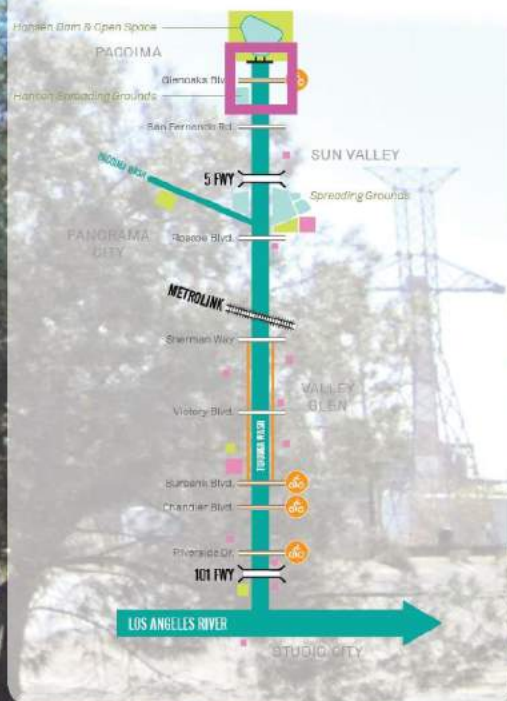 Hansen Dam & Open Space
PACOIMA
Glenoaks Blvd.
Hansen Spreading Grounds
San Fernando Rd.
SUN VALLEY
PACOIMA WASH
5 FWY
Spreading Grounds
PANORAMA
CITY
Roscoe Blvd.
METROLINK
Sherman Way
VALLEY
GLEN
Victory Blvd.
TUJUNGA WASH
Burbank Blvd.
Chandler Blvd.
Riverside Dr.
101 FWY
LOS ANGELES RIVER
STUDIO CITY